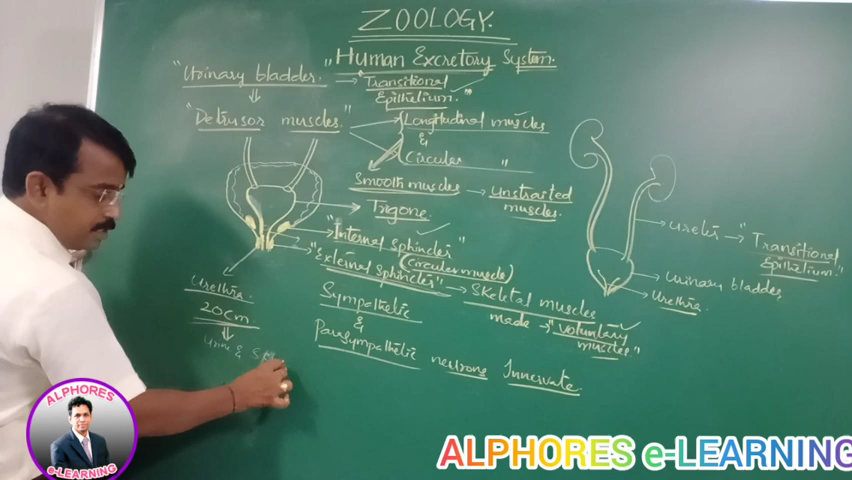 ZOOLOGY.
"Human Excretory System
"Urinary bladder."
→ Transitional
Epithelium."
"Detrusor muscles"
Longitudinal muscles
&
Circular "
Smooth muscles → Unstraited
muscles.
Trigone.
"Internal sphincter"
"External sphincter"
(Circular muscle)
→ Skeletal muscles
made → "Voluntary
muscles."
Urethra.
20cm
Urine &
Sympathetic
&
Parasympathetic neurons Innervate.
ureter → "Transitional
Epithelium."
Urinary bladder,
Urethra.
ALPHORES
e-LEARNING
ALPHORES e-LEARNING